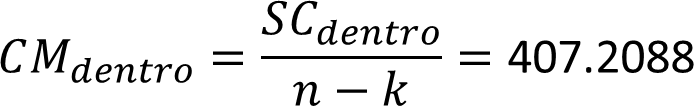 CM_dentro = SC_dentro / (n − k) = 407.2088